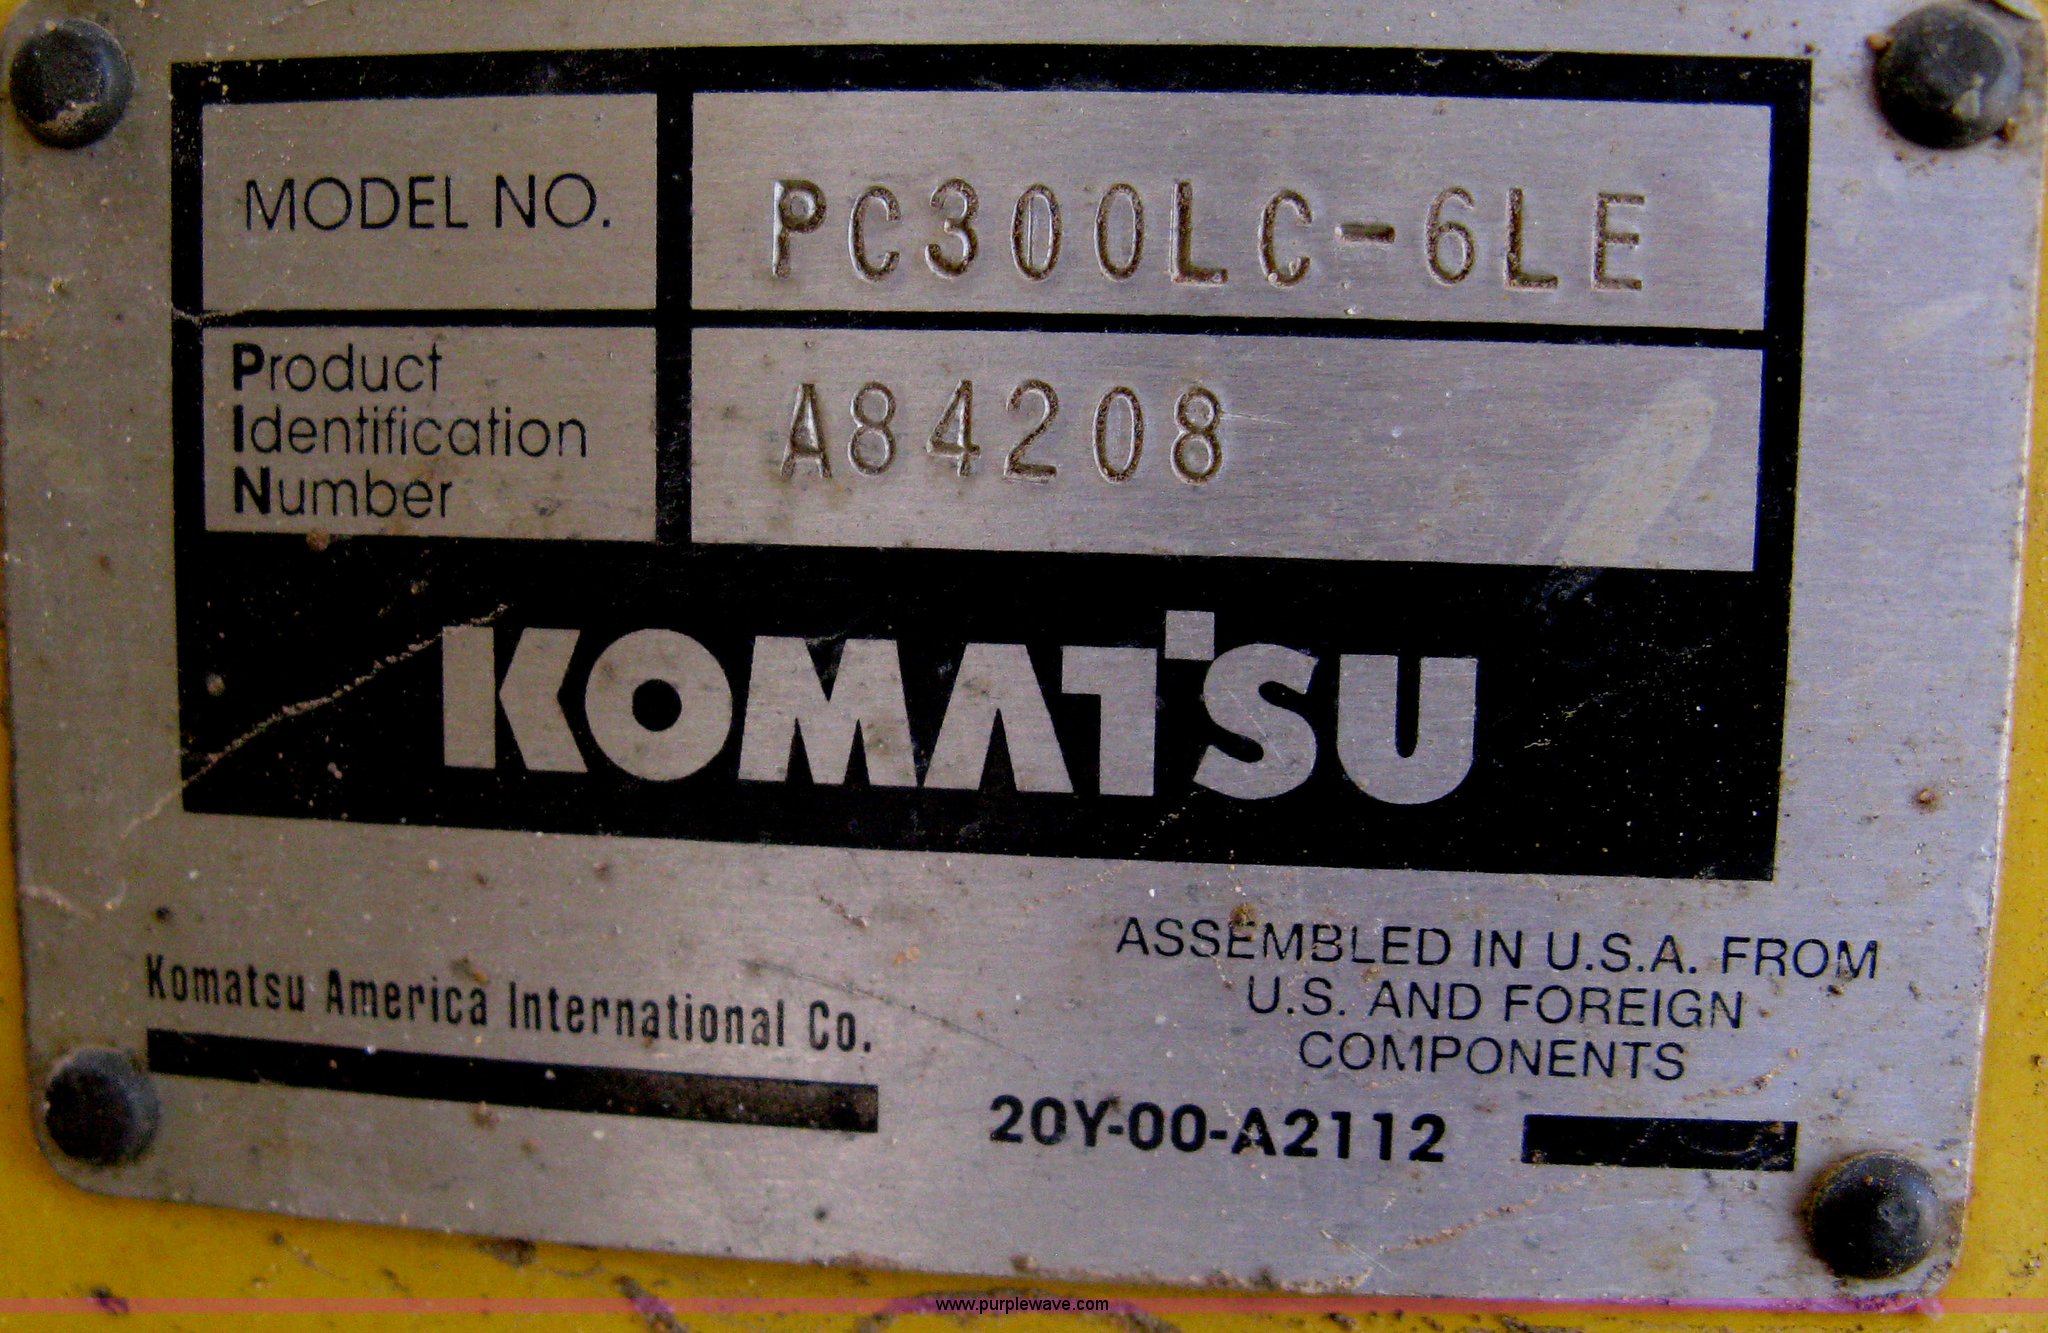 MODEL NO.
PC300LC-6LE
Product
Identification
Number
A84208
KOMATSU
Komatsu America International Co.
ASSEMBLED IN U.S.A. FROM
U.S. AND FOREIGN
COMPONENTS
20Y-00-A2112
www.purplewave.com